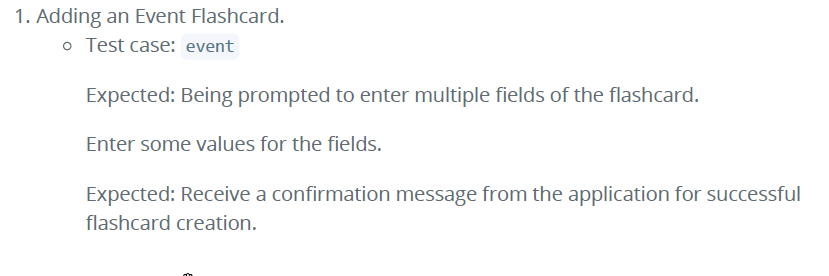 1. Adding an Event Flashcard.
Test case: event
Expected: Being prompted to enter multiple fields of the flashcard.
Enter some values for the fields.
Expected: Receive a confirmation message from the application for successful
flashcard creation.